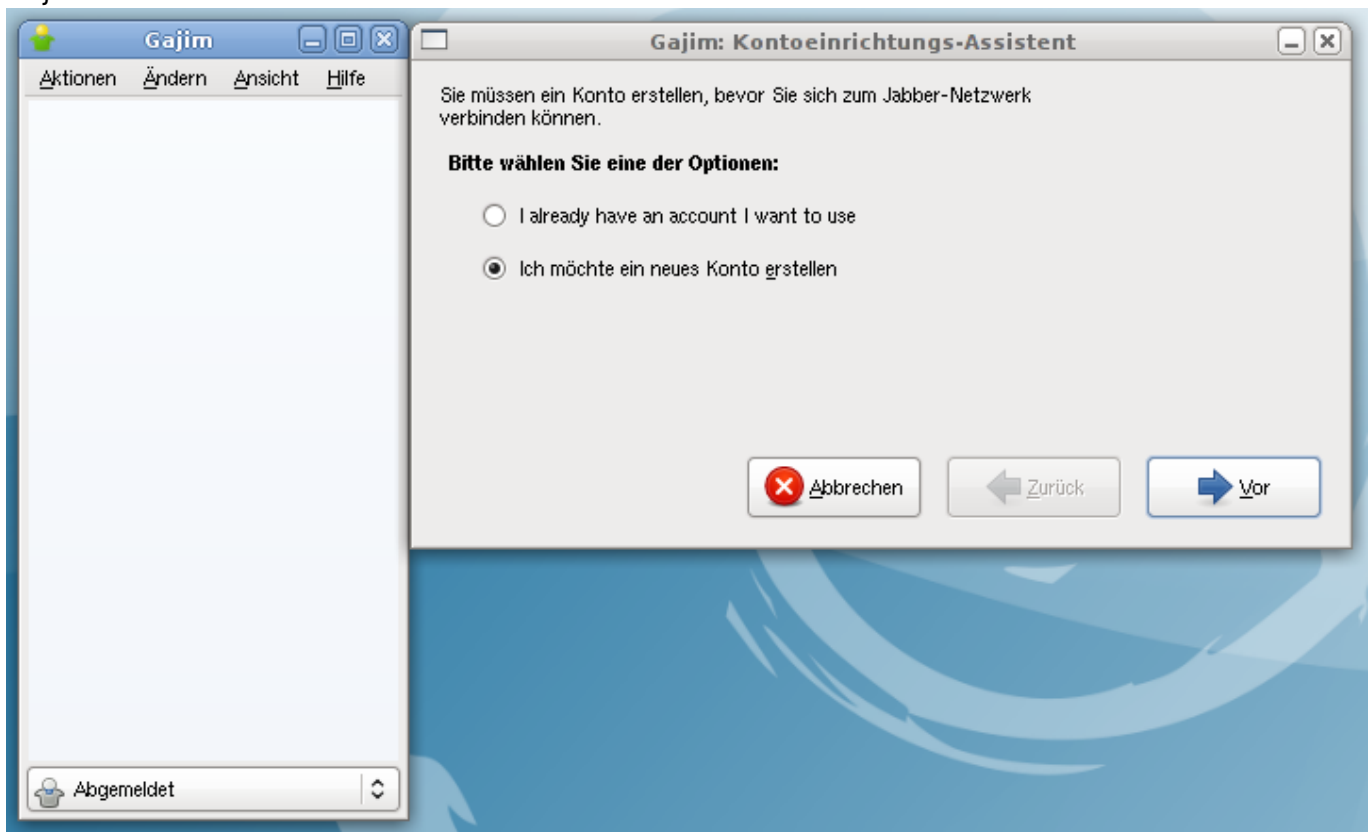 Gajim
Aktionen Ändern Ansicht Hilfe
Abgemeldet
Gajim: Kontoeinrichtungs-Assistent
Sie müssen ein Konto erstellen, bevor Sie sich zum Jabber-Netzwerk
verbinden können.
Bitte wählen Sie eine der Optionen:
I already have an account I want to use
Ich möchte ein neues Konto erstellen
Abbrechen Zurück Vor